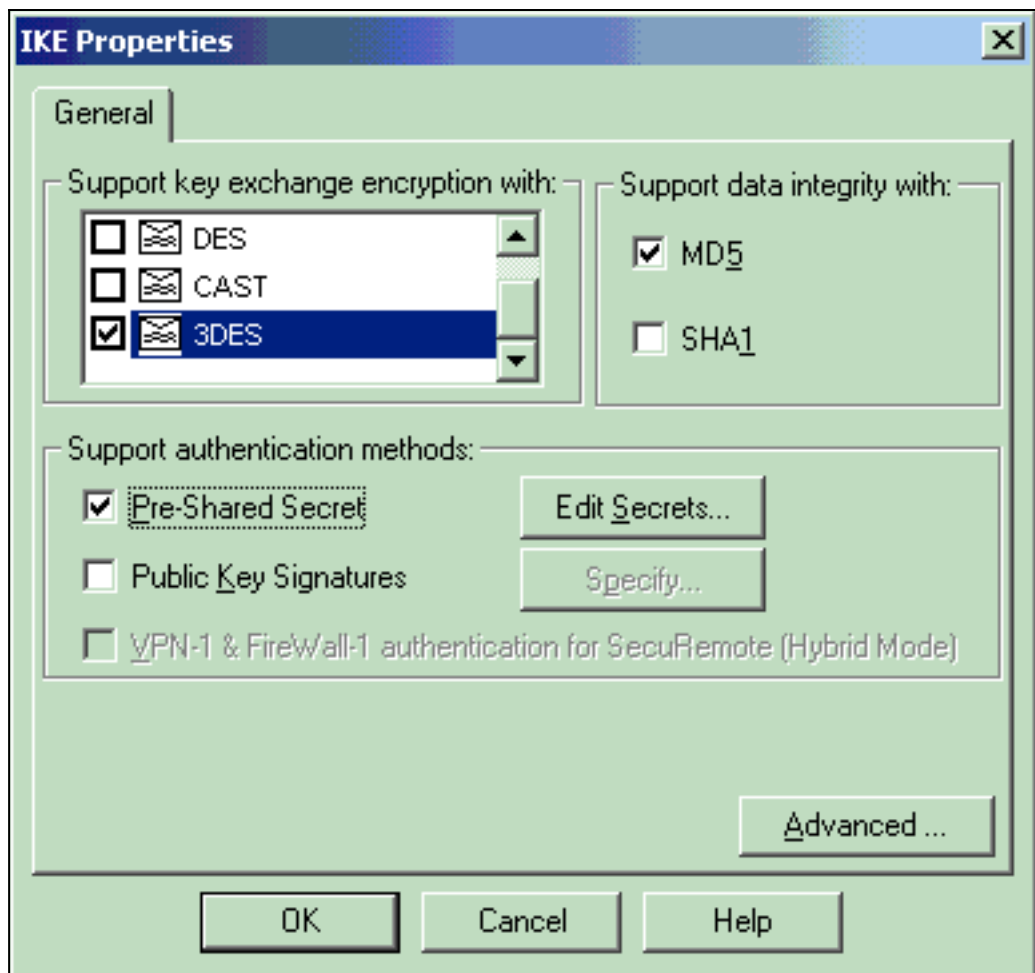 IKE Properties
General
Support key exchange encryption with:
Support data integrity with:
DES
CAST
3DES
MD5
SHA1
Support authentication methods:
Pre-Shared Secret
Edit Secrets...
Public Key Signatures
Specify...
VPN-1 & FireWall-1 authentication for SecuRemote (Hybrid Mode)
Advanced ...
OK
Cancel
Help